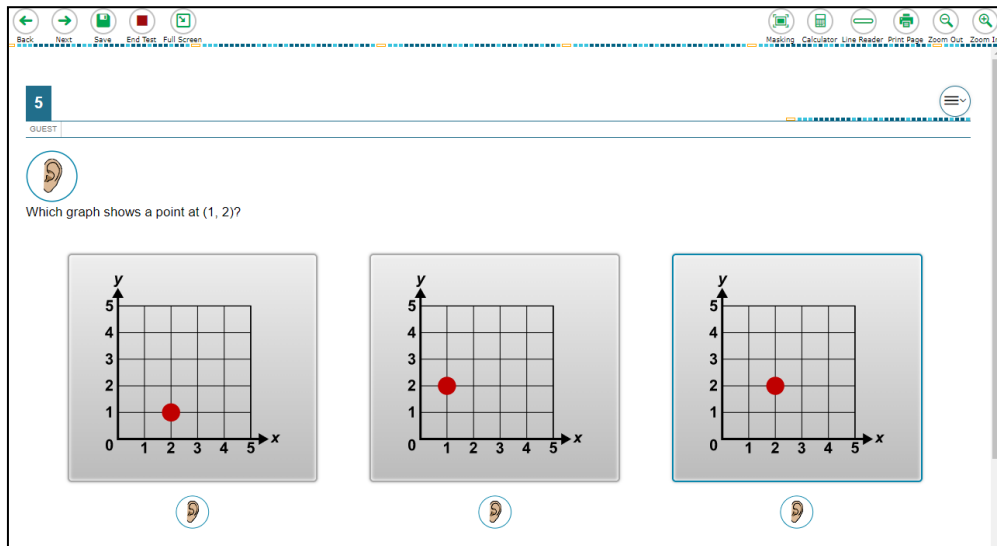 Back Next Save End Test Full Screen Masking Calculator Line Reader Print Page Zoom Out Zoom In
5
GUEST
Which graph shows a point at (1, 2)?
y y y
5 5 5
4 4 4
3 3 3
2 2 2
1 1 1
0 1 2 3 4 5 x 0 1 2 3 4 5 x 0 1 2 3 4 5 x